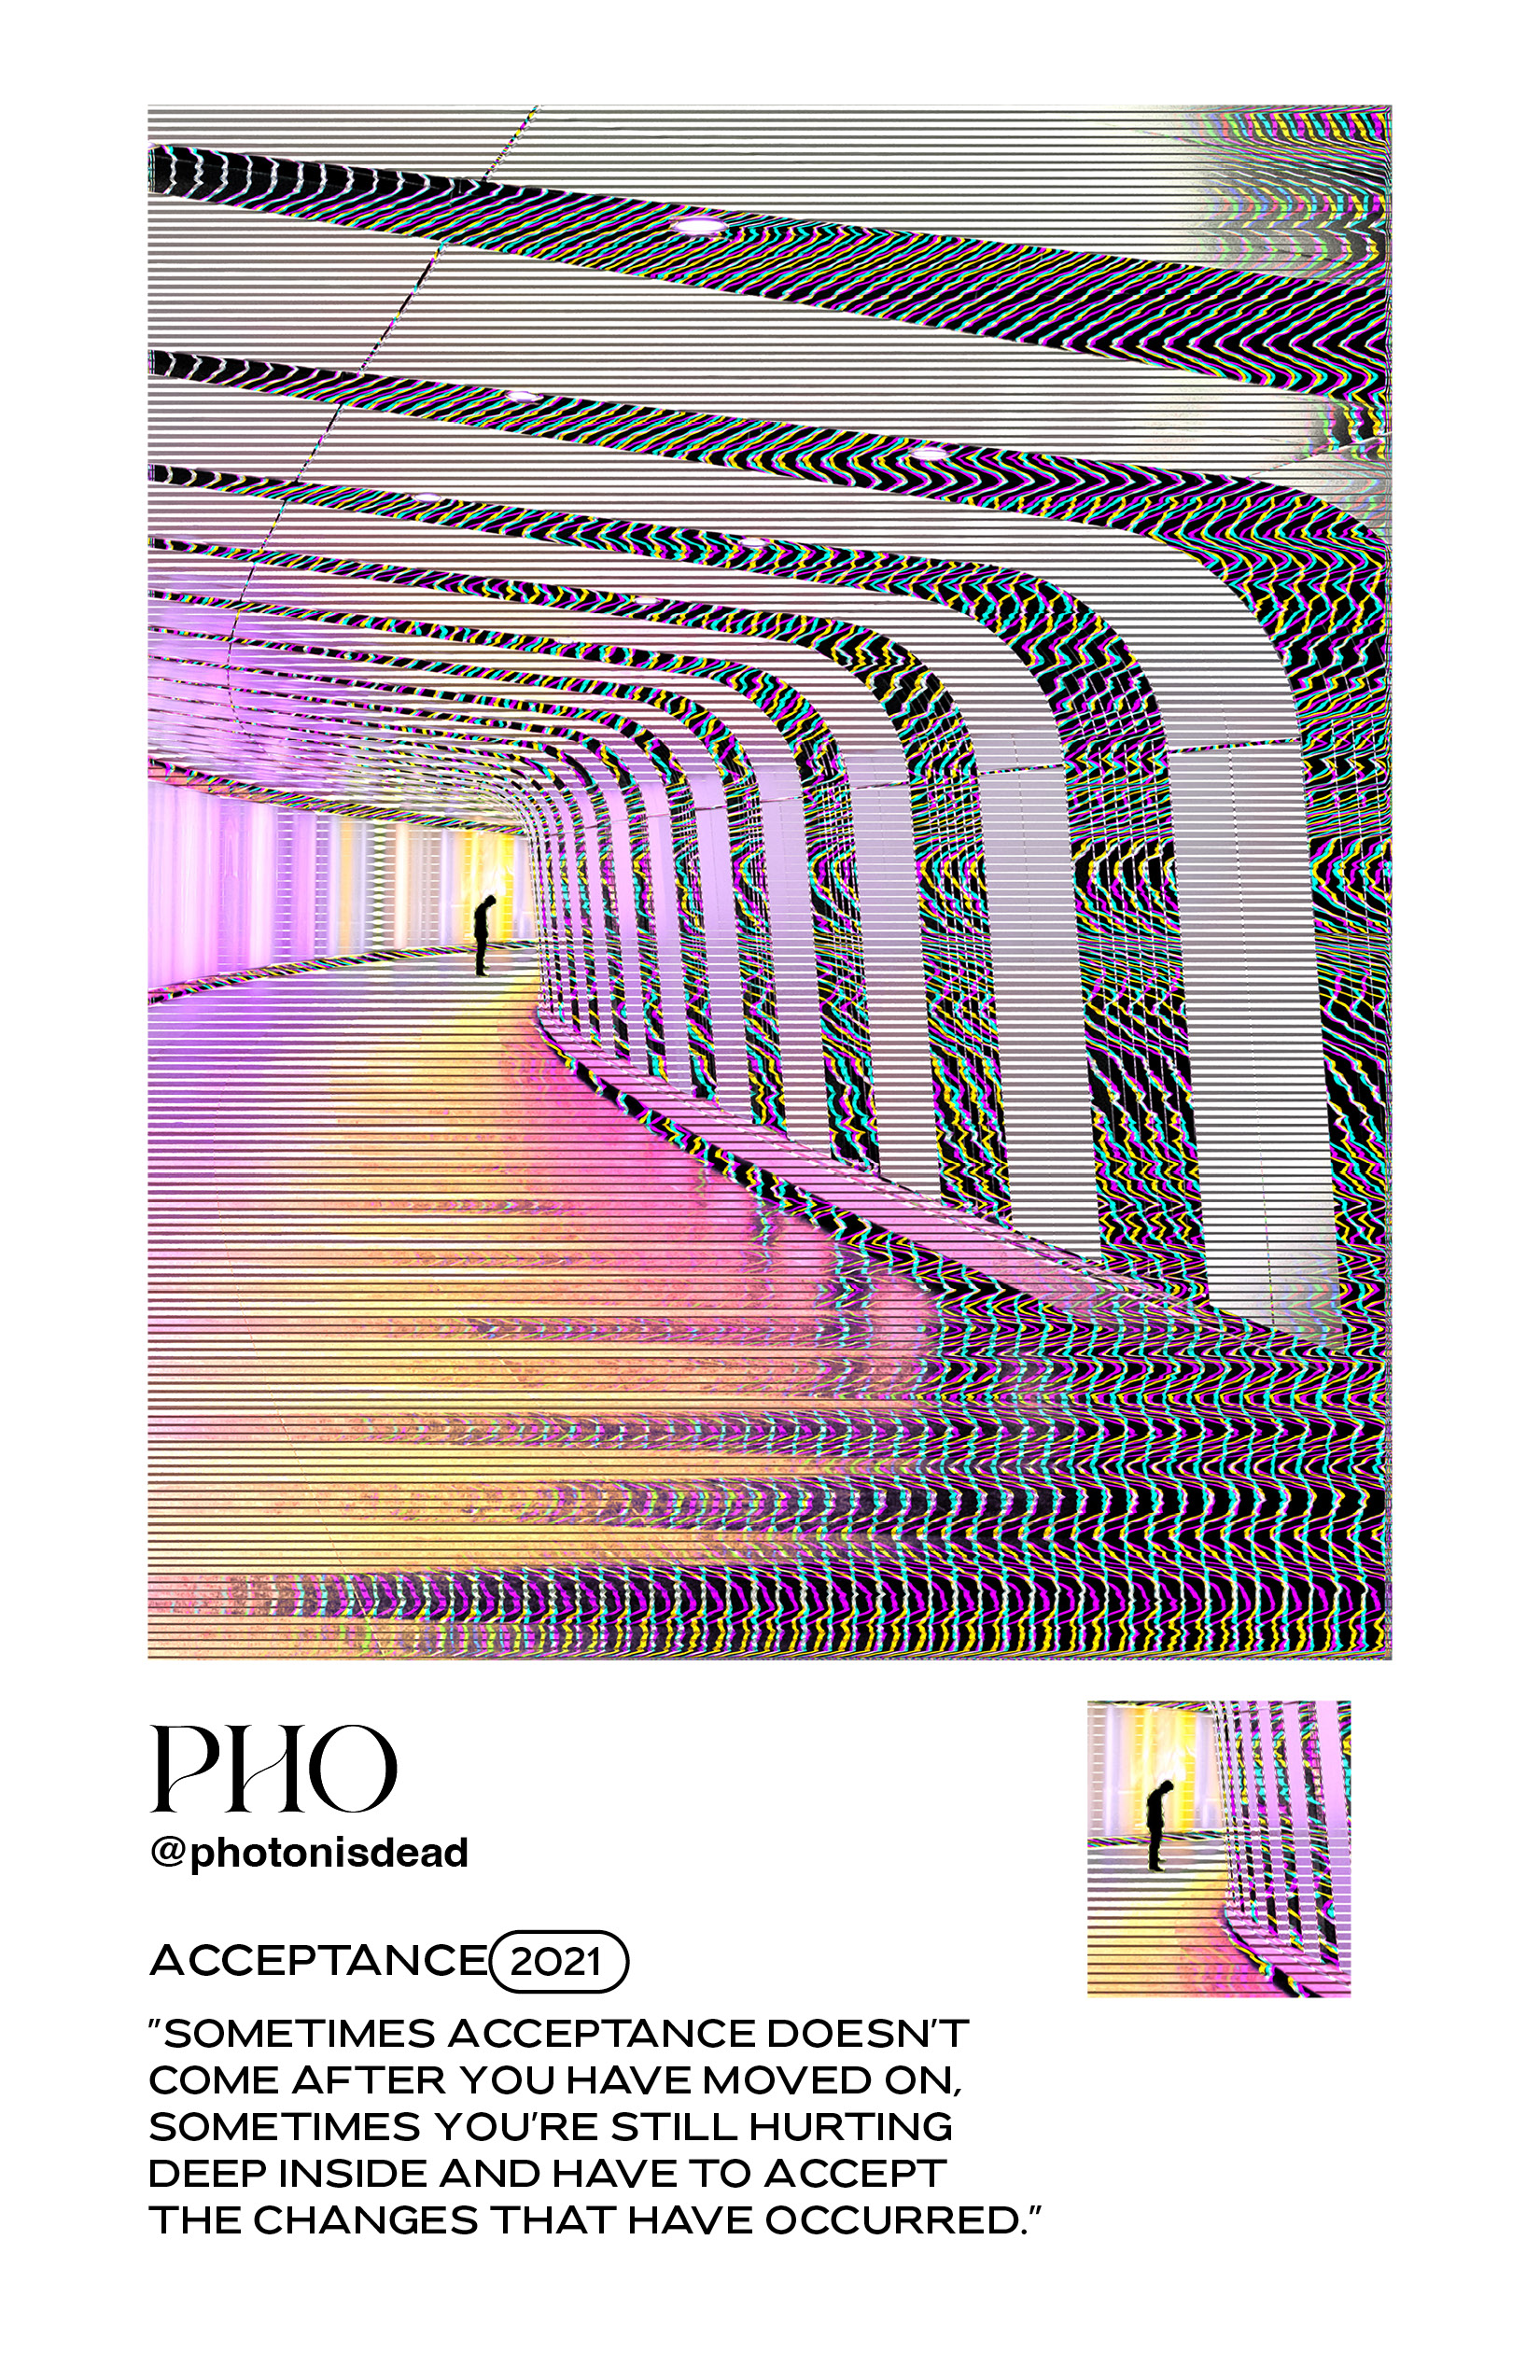 PHO
@photonisdead
ACCEPTANCE 2021
"SOMETIMES ACCEPTANCE DOESN'T
COME AFTER YOU HAVE MOVED ON,
SOMETIMES YOU'RE STILL HURTING
DEEP INSIDE AND HAVE TO ACCEPT
THE CHANGES THAT HAVE OCCURRED."